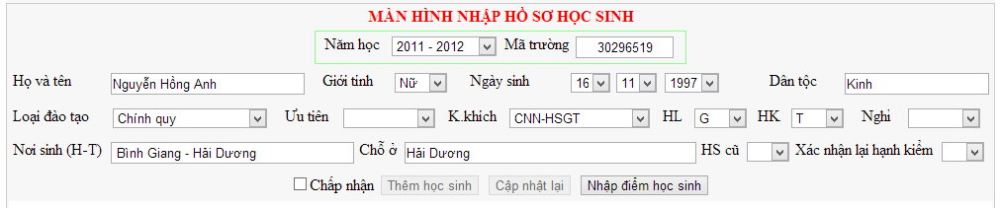 MÀN HÌNH NHẬP HỒ SƠ HỌC SINH
Năm học 2011 - 2012 Mã trường 30296519
Họ và tên Nguyễn Hồng Anh Giới tính Nữ Ngày sinh 16 11 1997 Dân tộc Kinh
Loại đào tạo Chính quy Ưu tiên K.khích CNN-HSGT HL G HK T Nghỉ
Nơi sinh (H-T) Bình Giang - Hải Dương Chỗ ở Hải Dương HS cũ Xác nhận lại hạnh kiểm
Chấp nhận Thêm học sinh Cập nhật lại Nhập điểm học sinh